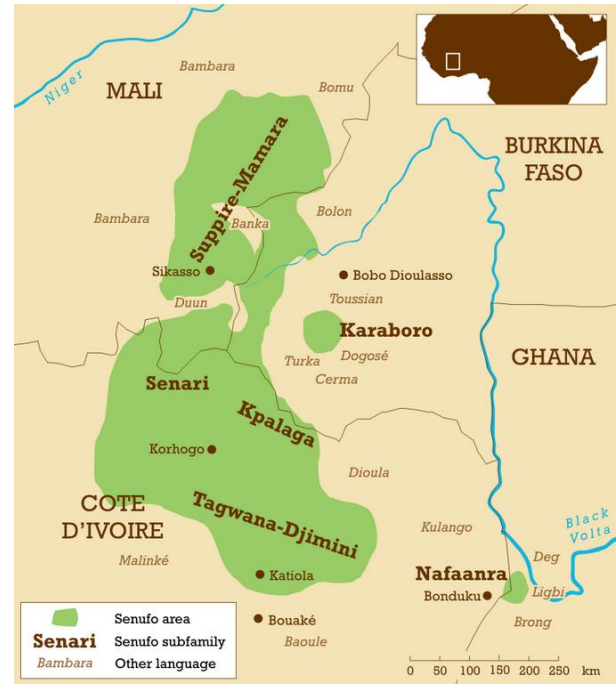 Bambara
Niger
MALI
Bomu
BURKINA
FASO
Suppire-Mamara
Bambara
Banka
Bolon
Sikasso
Bobo Dioulasso
Duun
Toussian
Karaboro
GHANA
Turka
Dogosé
Cerma
Senari
Kpalaga
Korhogo
Dioula
COTE
D'IVOIRE
Tagwana-Djimini
Kulango
Black
Volta
Malinké
Deg
Katiola
Nafaanra
Ligbi
Bonduku
Bouaké
Brong
Baoule
Senufo area
Senari Senufo subfamily
Bambara Other language
0 50 100 150 200 250 km